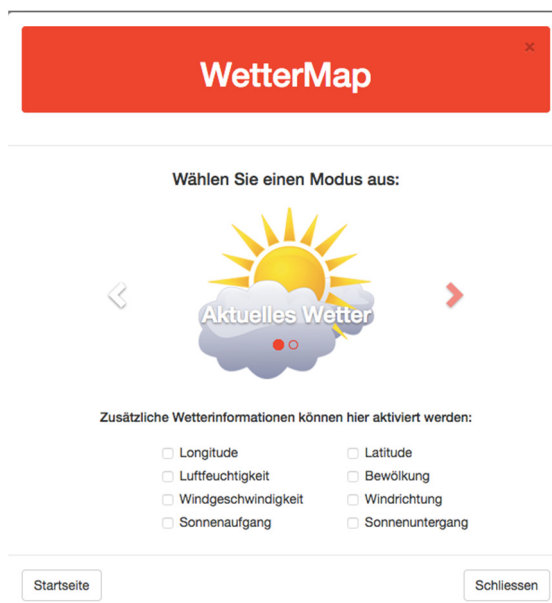 ×
WetterMap
Wählen Sie einen Modus aus:
Aktuelles Wetter
Zusätzliche Wetterinformationen können hier aktiviert werden:
Longitude
Latitude
Luftfeuchtigkeit
Bewölkung
Windgeschwindigkeit
Windrichtung
Sonnenaufgang
Sonnenuntergang
Startseite
Schliessen